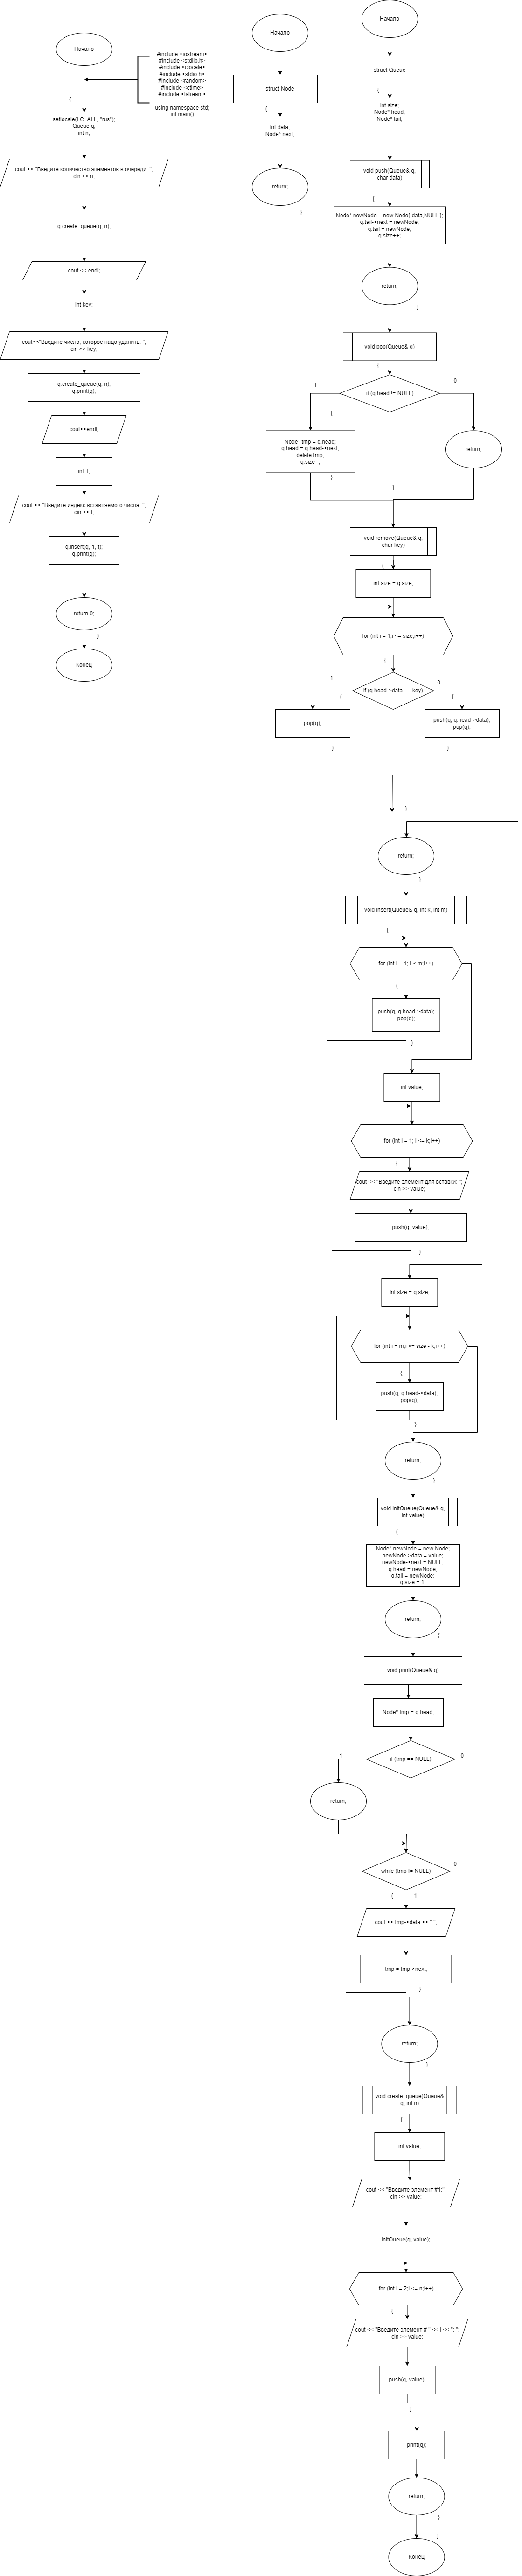 Начало
#include <iostream>
#include <stdlib.h>
#include <clocale>
#include <stdio.h>
#include <random>
#include <ctime>
#include <fstream>
using namespace std;
int main()
{
setlocale(LC_ALL, "rus");
Queue q;
int n;
cout << "Введите количество элементов в очереди: ";
cin >> n;
q.create_queue(q, n);
cout << endl;
int key;
cout<<"Введите число, которое надо удалить: ";
cin >> key;
q.create_queue(q, n);
q.print(q);
cout<<endl;
int t;
cout << "Введите индекс вставляемого числа: ";
cin >> t;
q.insert(q, 1, t);
q.print(q);
return 0;
}
Конец
Начало
struct Node
{
int data;
Node* next;
return;
}
Начало
struct Queue
{
int size;
Node* head;
Node* tail;
void push(Queue& q,
char data)
{
Node* newNode = new Node{ data,NULL };
q.tail->next = newNode;
q.tail = newNode;
q.size++;
return;
}
void pop(Queue& q)
{
if (q.head != NULL)
1
0
{
Node* tmp = q.head;
q.head = q.head->next;
delete tmp;
q.size--;
return;
}
}
void remove(Queue& q,
char key)
{
int size = q.size;
for (int i = 1;i <= size;i++)
{
if (q.head->data == key)
1
0
{
{
pop(q);
push(q, q.head->data);
pop(q);
}
}
}
return;
}
void insert(Queue& q, int k, int m)
{
for (int i = 1; i < m;i++)
{
push(q, q.head->data);
pop(q);
}
int value;
for (int i = 1; i <= k;i++)
{
cout << "Введите элемент для вставки: ";
cin >> value;
push(q, value);
}
int size = q.size;
for (int i = m;i <= size - k;i++)
{
push(q, q.head->data);
pop(q);
}
return;
}
void initQueue(Queue& q,
int value)
{
Node* newNode = new Node;
newNode->data = value;
newNode->next = NULL;
q.head = newNode;
q.tail = newNode;
q.size = 1;
return;
{
void print(Queue& q)
Node* tmp = q.head;
if (tmp == NULL)
1
0
return;
while (tmp != NULL)
0
{
1
cout << tmp->data << " ";
tmp = tmp->next;
}
return;
}
void create_queue(Queue&
q, int n)
{
int value;
cout << "Введите элемент #1:";
cin >> value;
initQueue(q, value);
for (int i = 2;i <= n;i++)
{
cout << "Введите элемент # " << i << ": ";
cin >> value;
push(q, value);
}
print(q);
return;
}
}
Конец